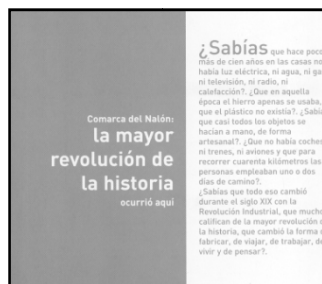 Comarca del Nalón:
la mayor
revolución de
la historia
ocurrió aquí
¿Sabías que hace poco
más de cien años en las casas no
había luz eléctrica, ni agua, ni ga
ni televisión, ni radio, ni
calefacción?. ¿Que en aquella
época el hierro apenas se usaba,
que el plástico no existía?. ¿Sabía
que casi todos los objetos se
hacían a mano, de forma
artesanal?. ¿Que no había coches
ni trenes, ni aviones y que para
recorrer cuarenta kilómetros las
personas empleaban uno o dos
días de camino?.
¿Sabías que todo eso cambió
durante el siglo XIX con la
Revolución Industrial, que mucho
califican de la mayor revolución d
la historia, que cambió la forma d
fabricar, de viajar, de trabajar, de
vivir y de pensar?.